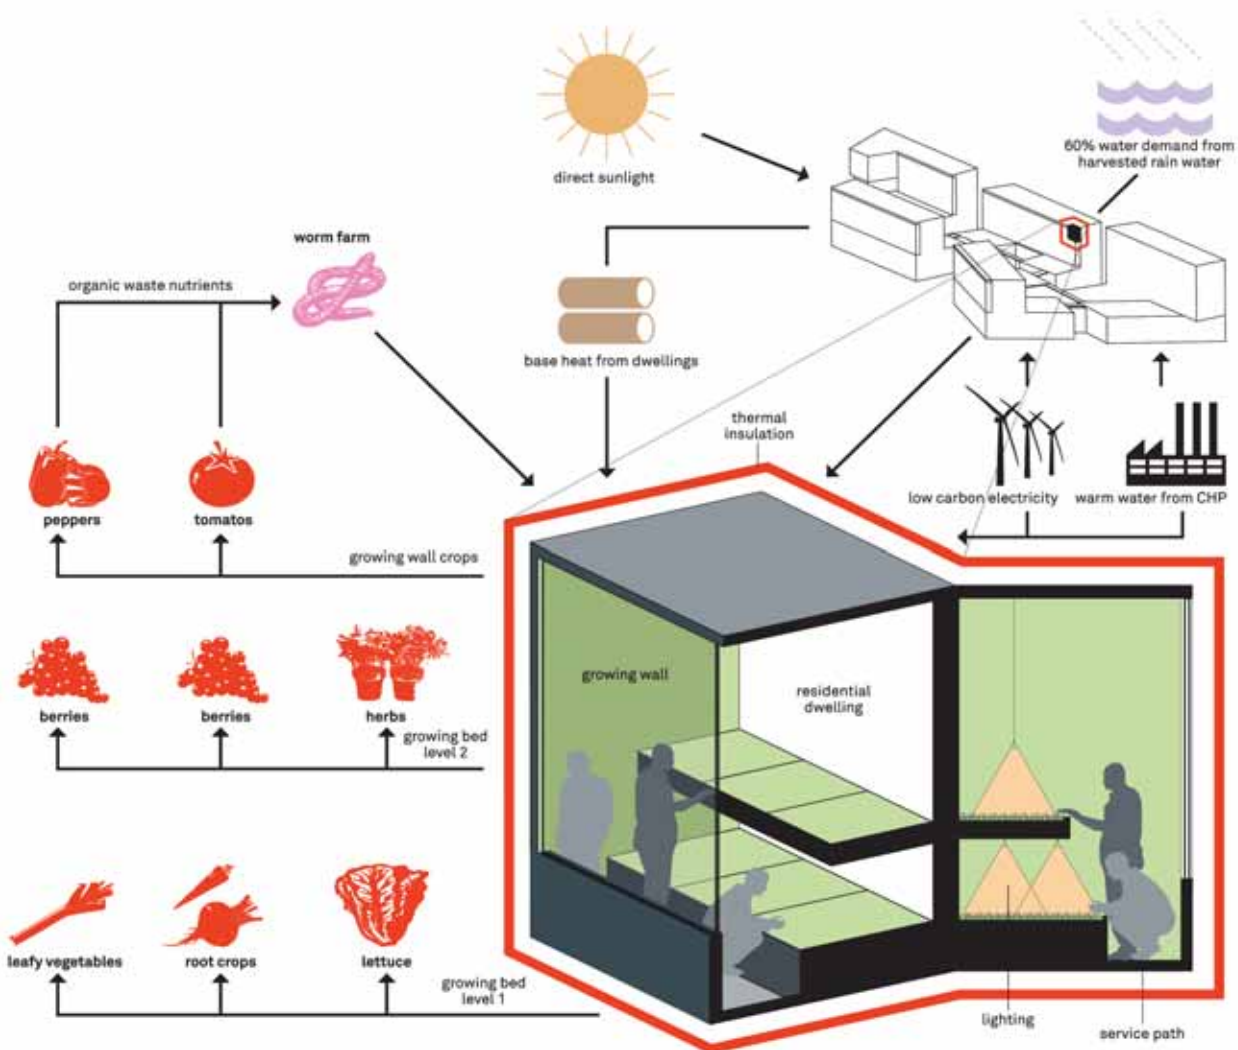 direct sunlight
60% water demand from
harvested rain water
worm farm
organic waste nutrients
base heat from dwellings
thermal
insulation
low carbon electricity
warm water from CHP
peppers
tomatos
growing wall crops
growing wall
residential
dwelling
berries
berries
herbs
growing bed
level 2
leafy vegetables
root crops
lettuce
growing bed
level 1
lighting
service path